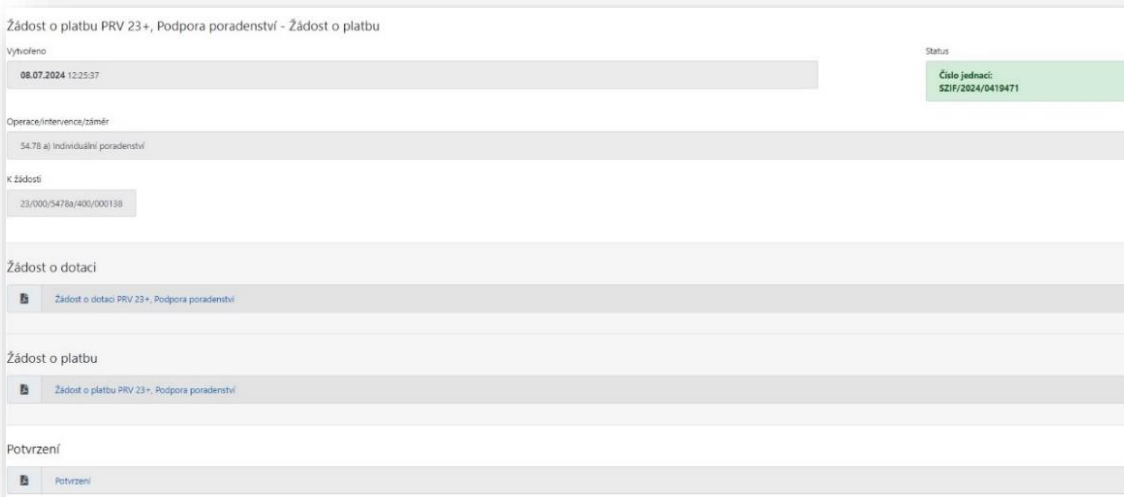 Žádost o platbu PRV 23+, Podpora poradenství - Žádost o platbu
Vytvořeno
Status
08.07.2024 12:25:37
Číslo jednací:
SZIF/2024/0419471
Operace/intervence/záměr
54.78 a) Individuální poradenství
K žádosti
23/000/5478a/400/000138
Žádost o dotaci
Žádost o dotaci PRV 23+, Podpora poradenství
Žádost o platbu
Žádost o platbu PRV 23+, Podpora poradenství
Potvrzení
Potvrzení